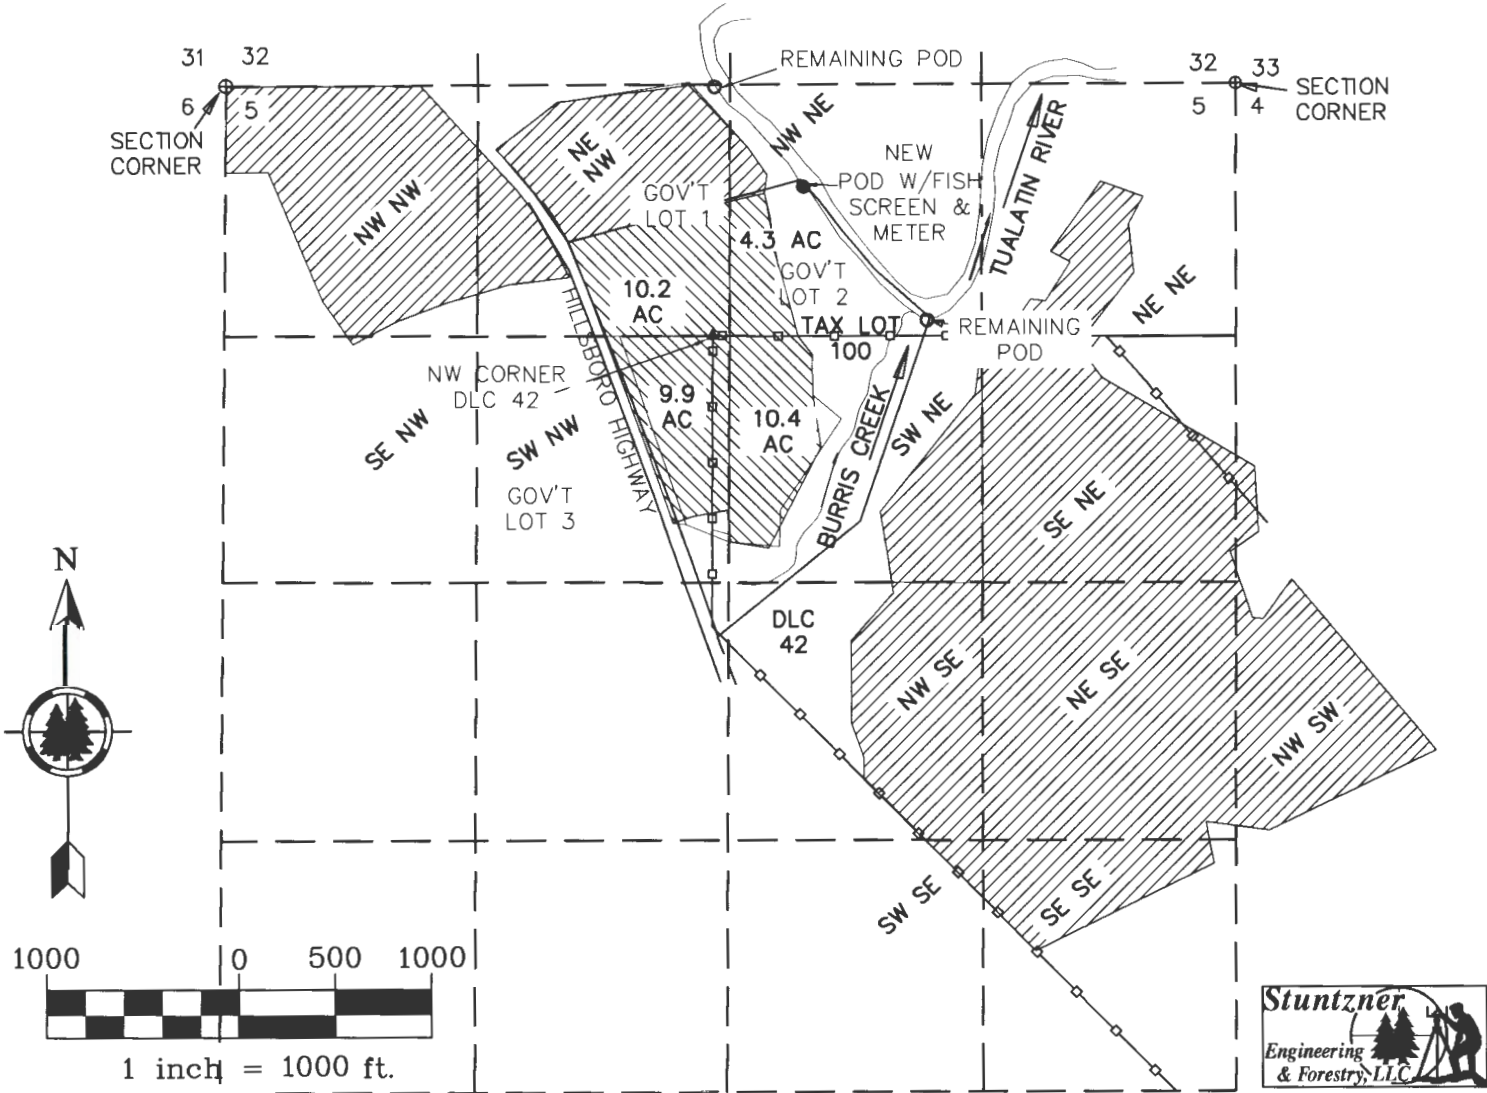 31 32
6 5
SECTION
CORNER
REMAINING POD
32 33
5 4
SECTION
CORNER
NW NE
NE
NW
NEW
POD W/FISH
SCREEN &
METER
TUALATIN RIVER
GOV'T
LOT 1
NW NW
4.3 AC
GOV'T
LOT 2
10.2
AC
NE NE
TAX LOT
100
REMAINING
POD
HILLSBORO HIGHWAY
NW CORNER
DLC 42
9.9
AC
10.4
AC
SE NW
SW NW
SW NE
BURRIS CREEK
GOV'T
LOT 3
SE NE
N
DLC
42
NW SE
NE SE
NW SW
SW SE
SE SE
1000 0 500 1000
1 inch = 1000 ft.
Stuntzner
Engineering
& Forestry, LLC